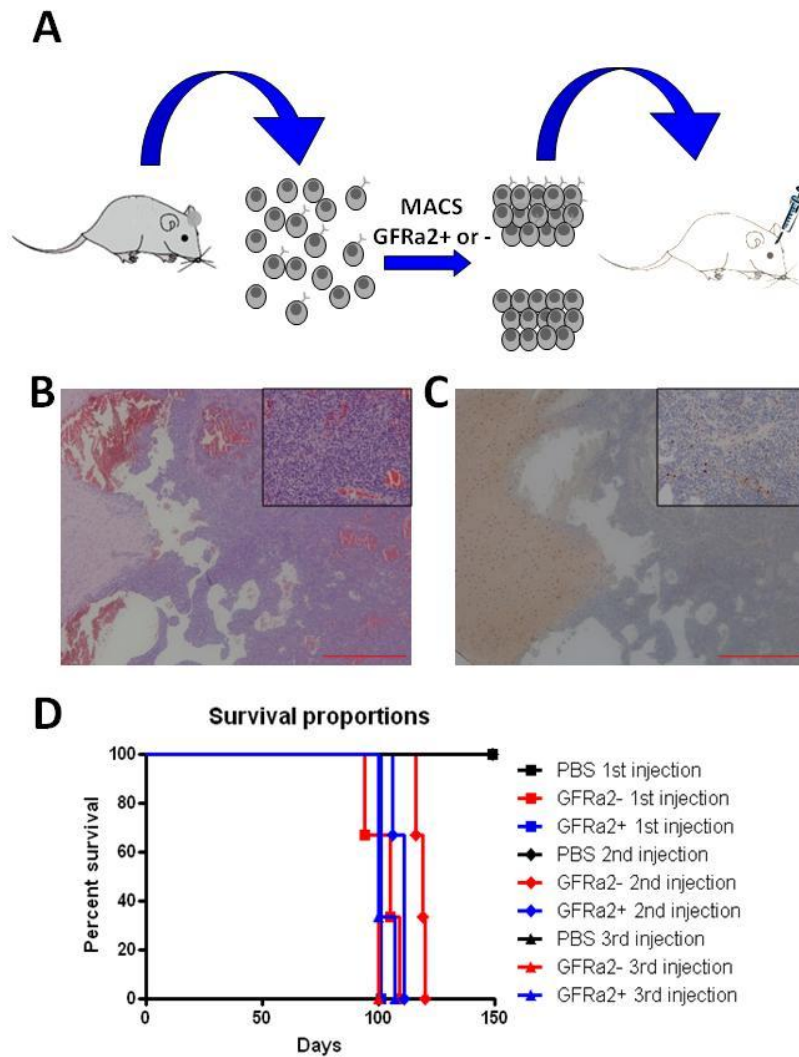 A
MACS
GFRa2+ or -
B
C
D
Survival proportions
100
80
60
40
20
0
Percent survival
0
50
100
150
Days
PBS 1st injection
GFRa2- 1st injection
GFRa2+ 1st injection
PBS 2nd injection
GFRa2- 2nd injection
GFRa2+ 2nd injection
PBS 3rd injection
GFRa2- 3rd injection
GFRa2+ 3rd injection